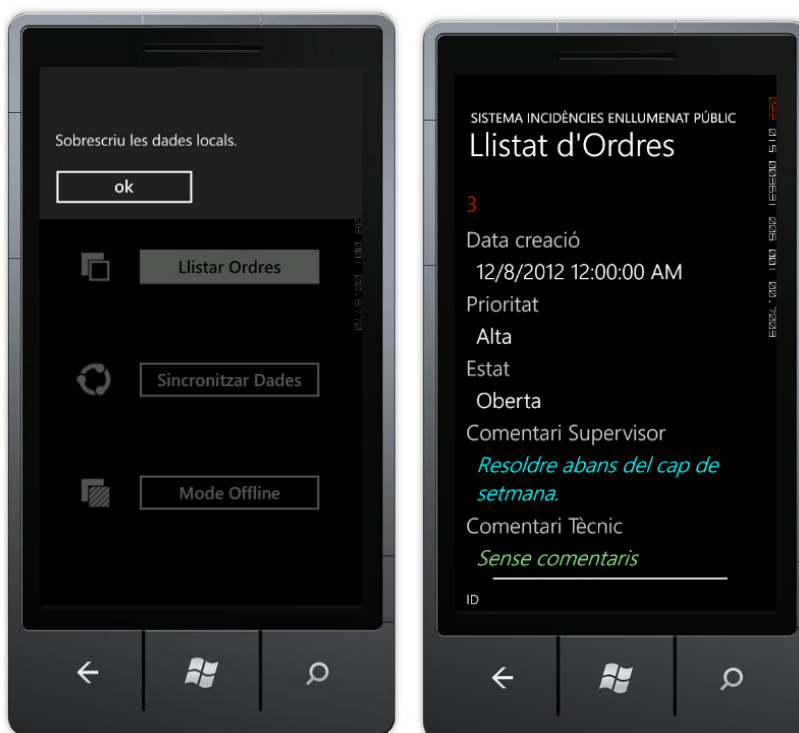 Sobrescriu les dades locals.
ok
Llistar Ordres
Sincronitzar Dades
Mode Offline
SISTEMA INCIDÈNCIES ENLLUMENAT PÚBLIC
Llistat d'Ordres
3
Data creació
12/8/2012 12:00:00 AM
Prioritat
Alta
Estat
Oberta
Comentari Supervisor
Resoldre abans del cap de
setmana.
Comentari Tècnic
Sense comentaris
ID